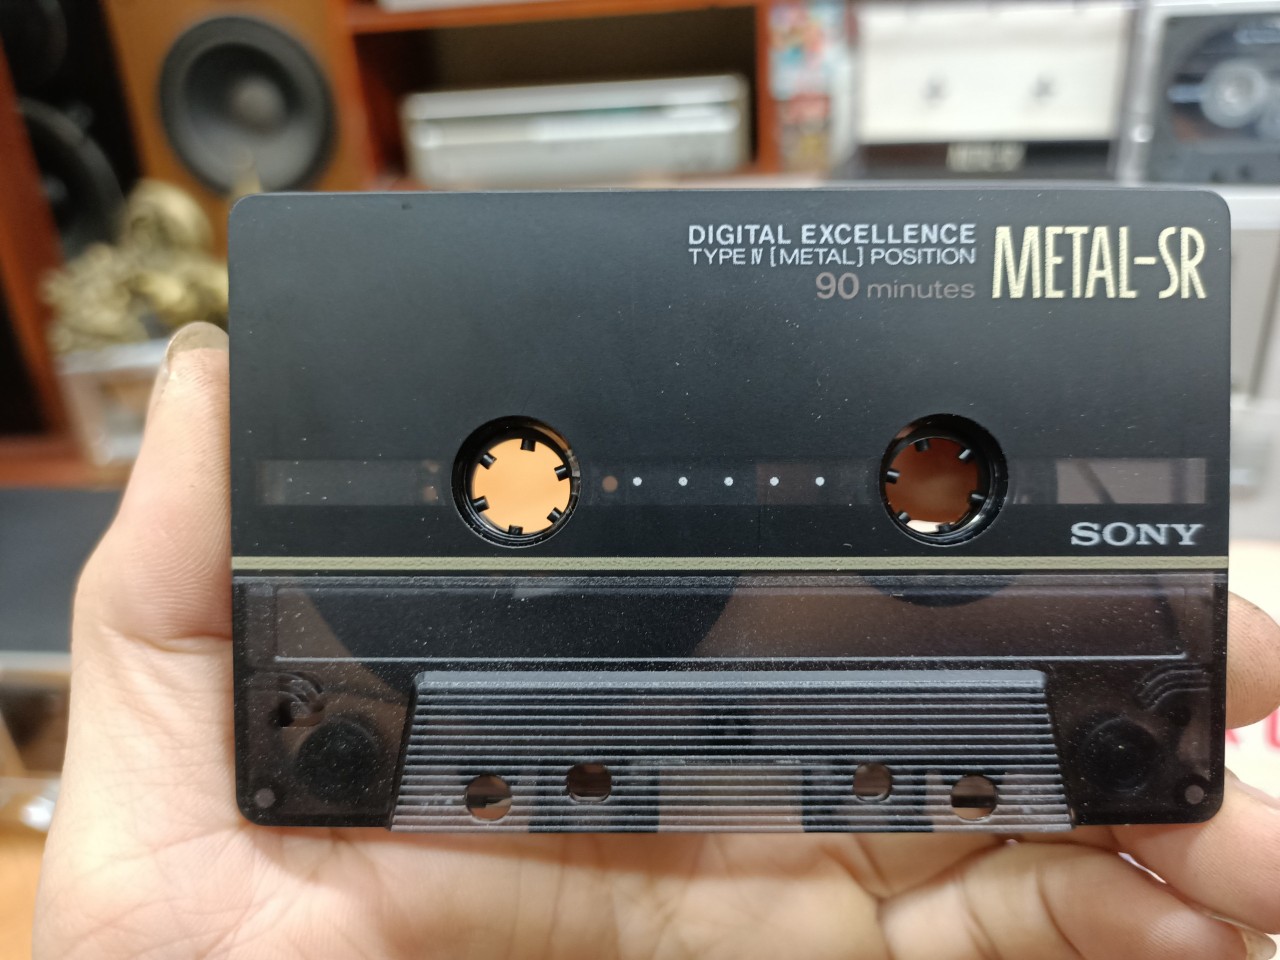 DIGITAL EXCELLENCE
TYPE IV [METAL] POSITION
90 minutes
METAL-SR
SONY